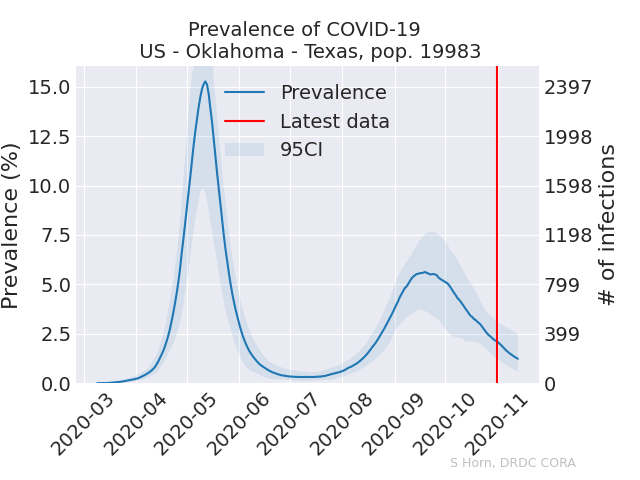 Prevalence of COVID-19
US - Oklahoma - Texas, pop. 19983
Prevalence
Latest data
95CI
Prevalence (%)
15.0
12.5
10.0
7.5
5.0
2.5
0.0
2397
1998
1598
1198
799
399
0
# of infections
2020-03
2020-04
2020-05
2020-06
2020-07
2020-08
2020-09
2020-10
2020-11
S Horn, DRDC CORA